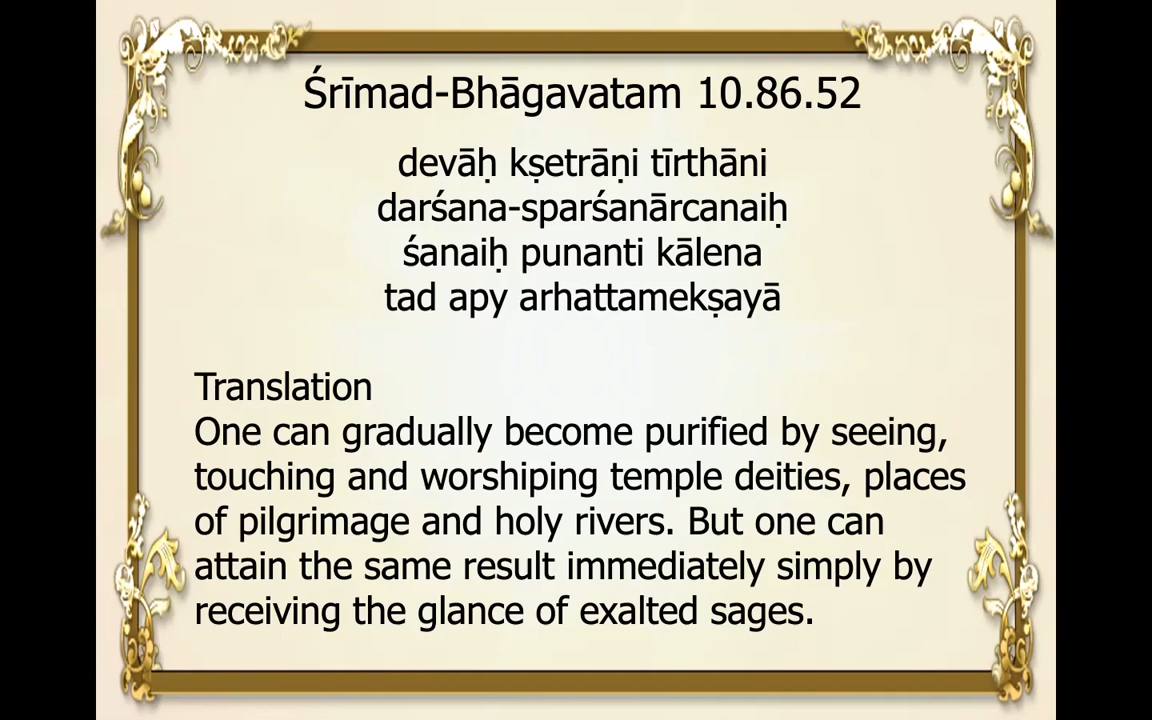 Śrīmad-Bhāgavatam 10.86.52
devāḥ kṣetrāṇi tīrthāni
darśana-sparśanārcanaiḥ
śanaiḥ punanti kālena
tad apy arhattamekṣayā
Translation
One can gradually become purified by seeing,
touching and worshiping temple deities, places
of pilgrimage and holy rivers. But one can
attain the same result immediately simply by
receiving the glance of exalted sages.